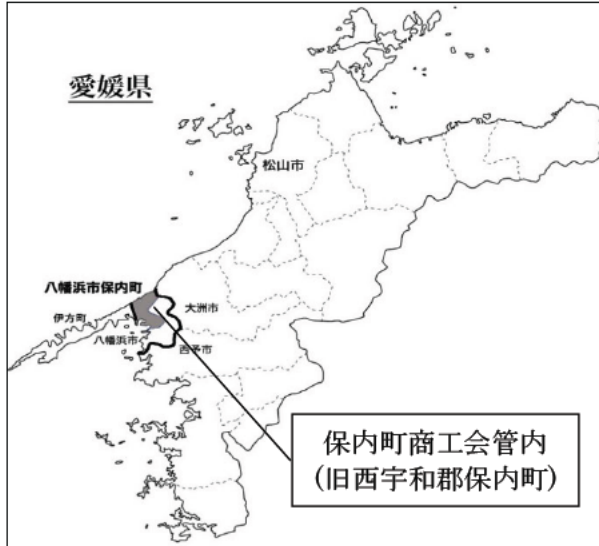 愛媛県
松山市
八幡浜市保内町
大洲市
伊方町
八幡浜市
西予市
保内町商工会管内
(旧西宇和郡保内町)